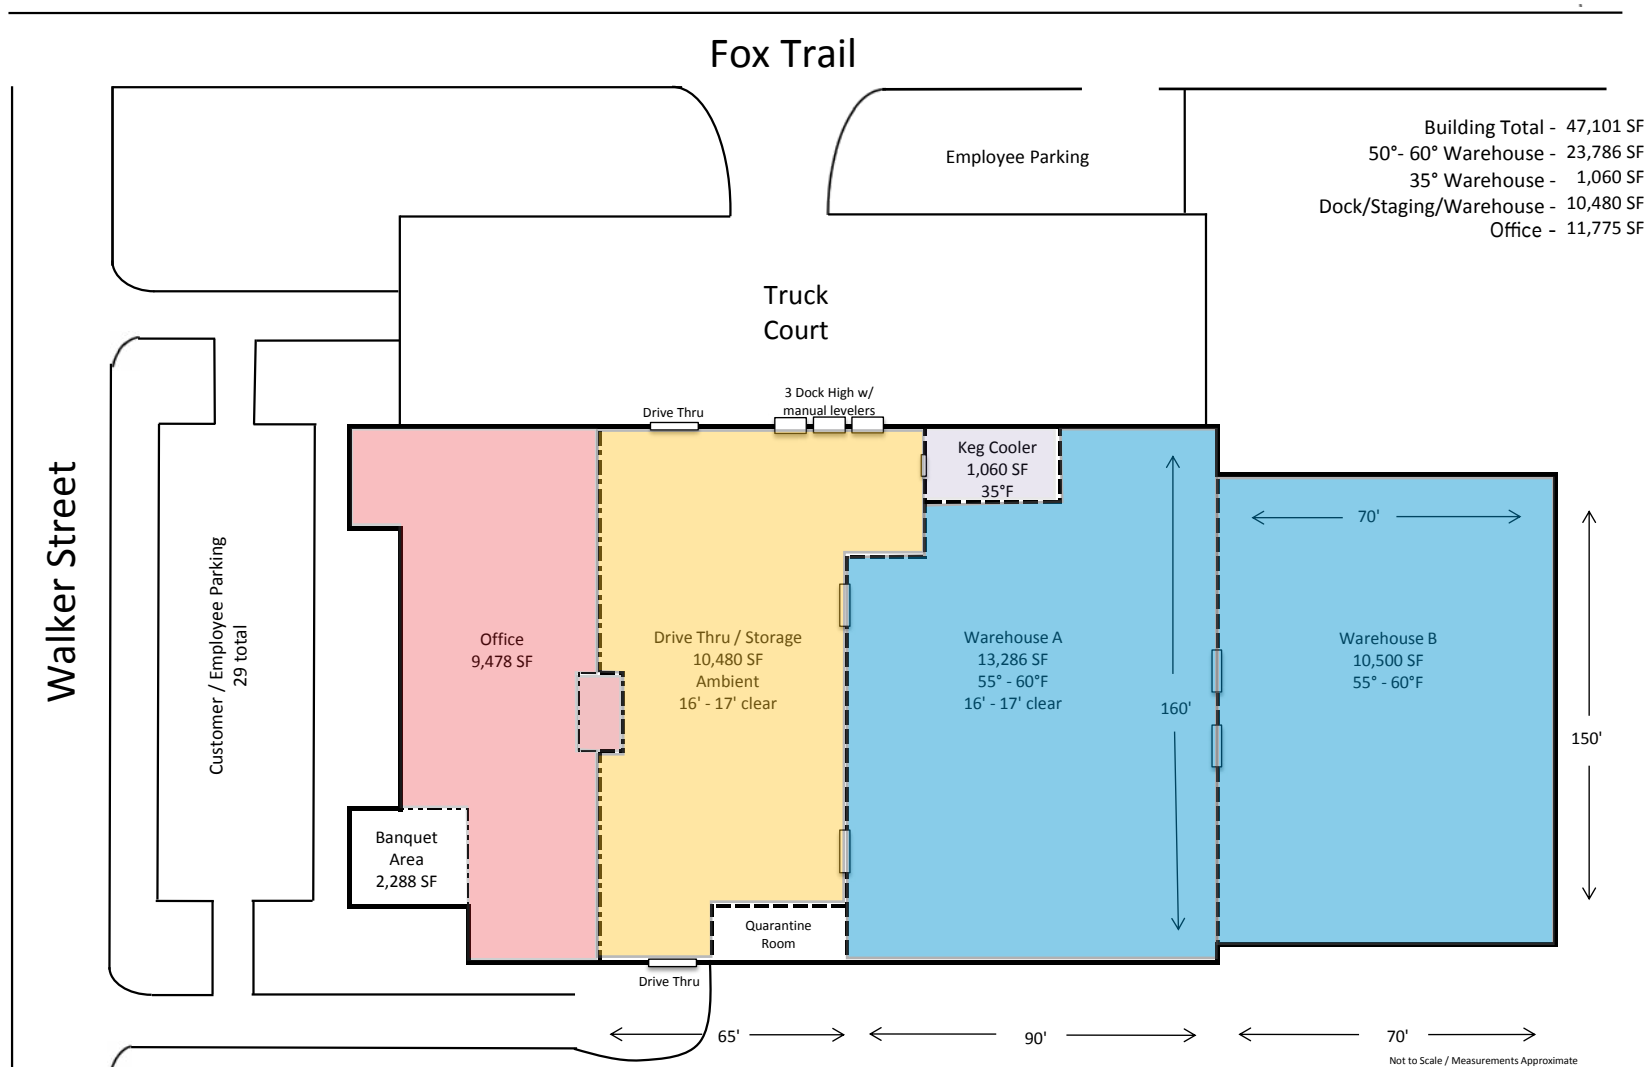 Fox Trail
Employee Parking
Building Total - 47,101 SF
50°- 60° Warehouse - 23,786 SF
35° Warehouse - 1,060 SF
Dock/Staging/Warehouse - 10,480 SF
Office - 11,775 SF
Truck
Court
3 Dock High w/
manual levelers
Drive Thru
Walker Street
Customer / Employee Parking
29 total
Keg Cooler
1,060 SF
35°F
70'
Office
9,478 SF
Drive Thru / Storage
10,480 SF
Ambient
16' - 17' clear
Warehouse A
13,286 SF
55° - 60°F
16' - 17' clear
160'
Warehouse B
10,500 SF
55° - 60°F
150'
Banquet
Area
2,288 SF
Quarantine
Room
Drive Thru
65'
90'
70'
Not to Scale / Measurements Approximate